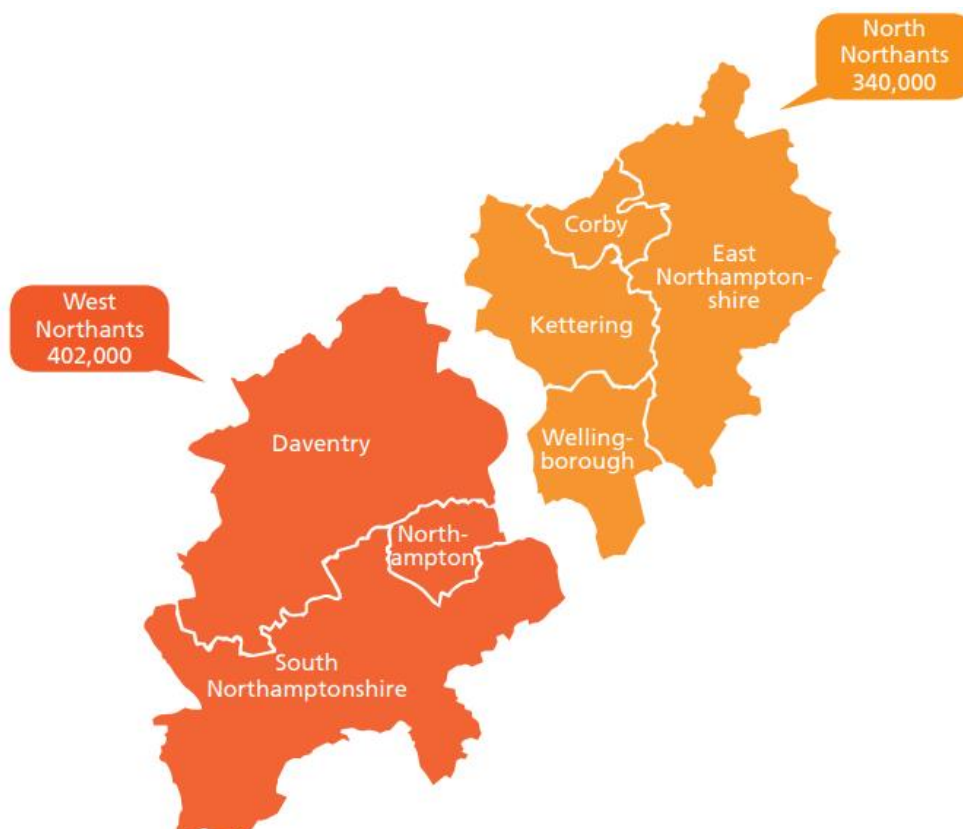 North
Northants
340,000
Corby
East
Northampton-
shire
West
Northants
402,000
Kettering
Daventry
Welling-
borough
North-
ampton
South
Northamptonshire